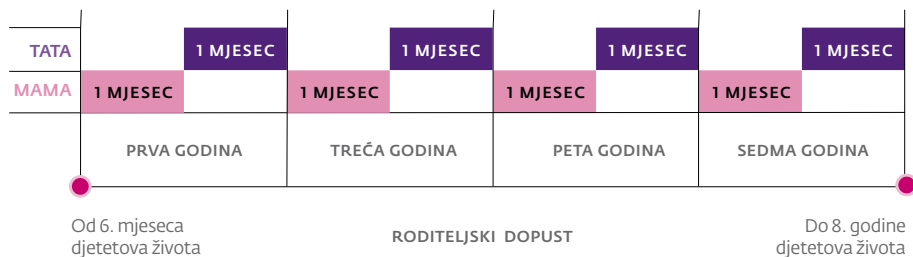 TATA 1 MJESEC 1 MJESEC 1 MJESEC 1 MJESEC
MAMA 1 MJESEC 1 MJESEC 1 MJESEC 1 MJESEC
PRVA GODINA TREĆA GODINA PETA GODINA SEDMA GODINA
Od 6. mjeseca
djetetova života
RODITELJSKI DOPUST
Do 8. godine
djetetova života